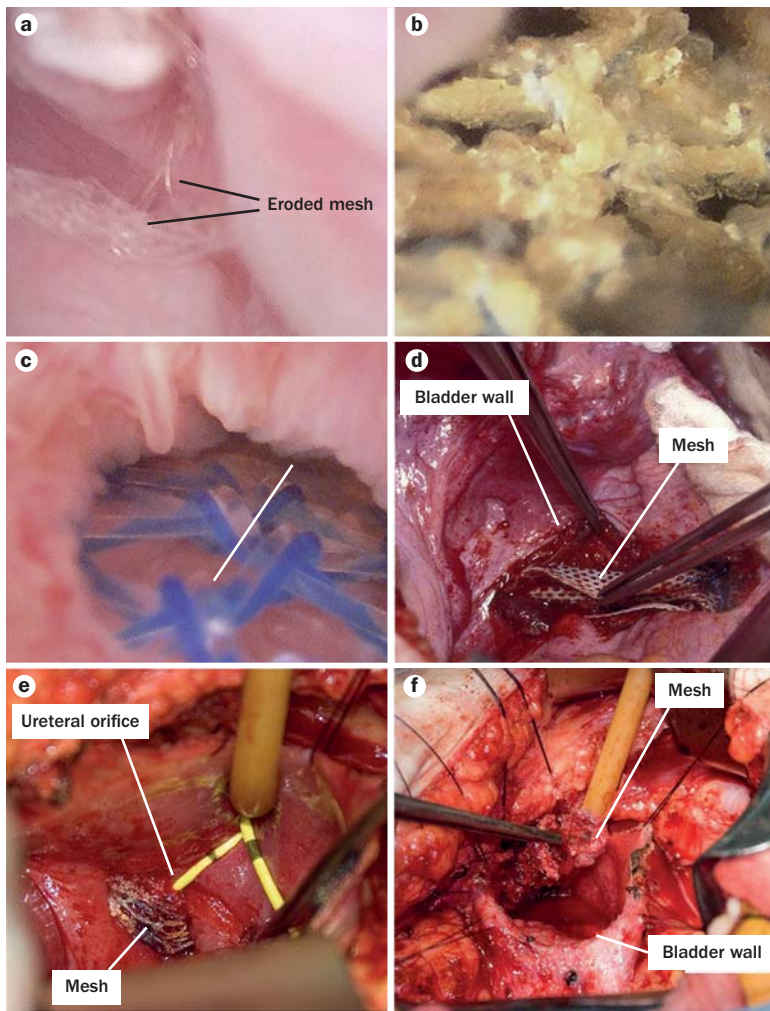 a
b
Eroded mesh
c
d
Bladder wall
Mesh
e
Ureteral orifice
Mesh
f
Mesh
Bladder wall